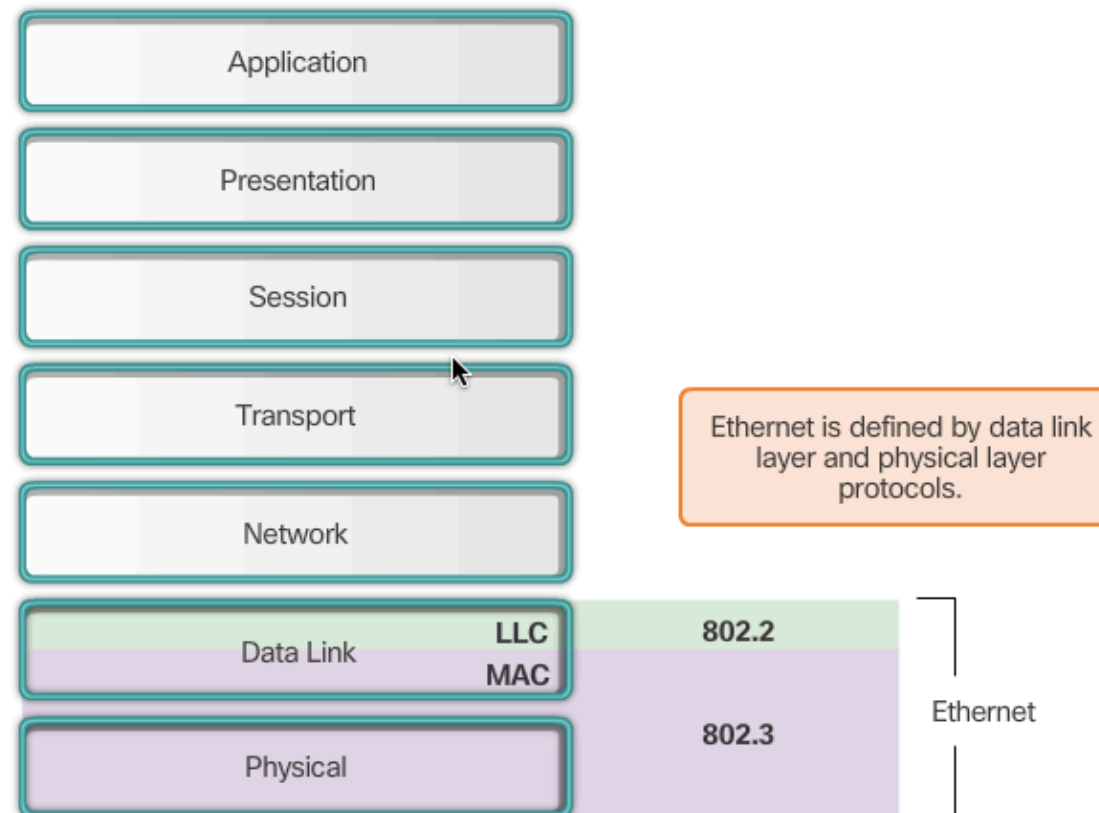 Application
Presentation
Session
Transport
Ethernet is defined by data link
layer and physical layer
protocols.
Network
Data Link
LLC
MAC
802.2
802.3
Ethernet
Physical